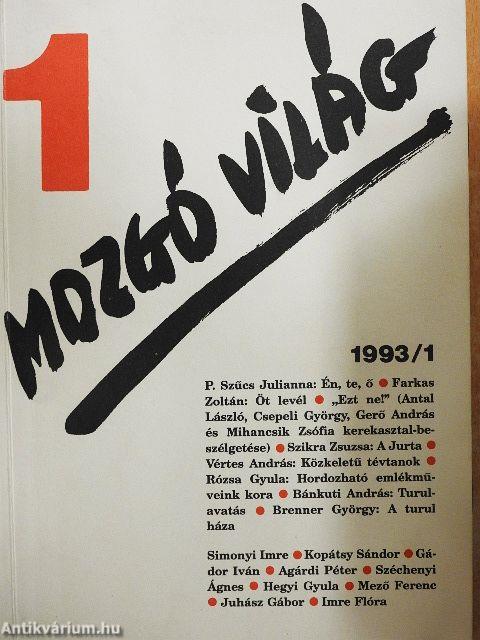 1
MOZGÓ VILÁG
1993/1
P. Szűcs Julianna: Én, te, ő ● Farkas
Zoltán: Öt levél ● „Ezt ne!” (Antal
László, Csepeli György, Gerő András
és Mihancsik Zsófia kerekasztal-be-
szélgetése) ● Szikra Zsuzsa: A Jurta ●
Vértes András: Közkeletű tévtanok ●
Rózsa Gyula: Hordozható emlékmű-
veink kora ● Bánkuti András: Turul-
avatás ● Brenner György: A turul
háza
Simonyi Imre ● Kopátsy Sándor ● Gá-
dor Iván ● Agárdi Péter ● Széchenyi
Ágnes ● Hegyi Gyula ● Mező Ferenc
● Juhász Gábor ● Imre Flóra
Antikvárium.hu